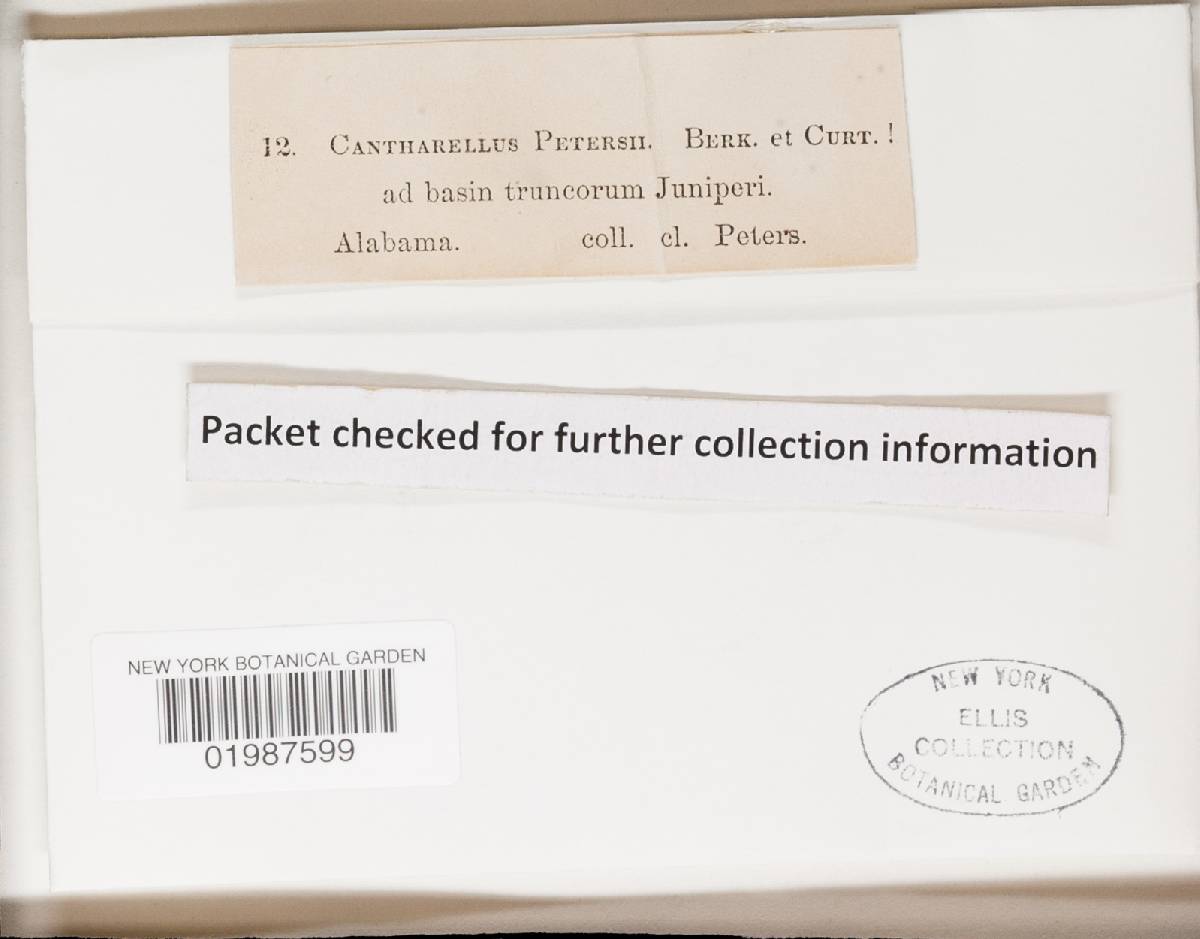 12. CANTHARELLUS PETERSII. BERK. et CURT. !
ad basin truncorum Juniperi.
Alabama. coll. cl. Peters.
Packet checked for further collection information
NEW YORK BOTANICAL GARDEN
01987599
NEW YORK
ELLIS
COLLECTION
BOTANICAL GARDEN